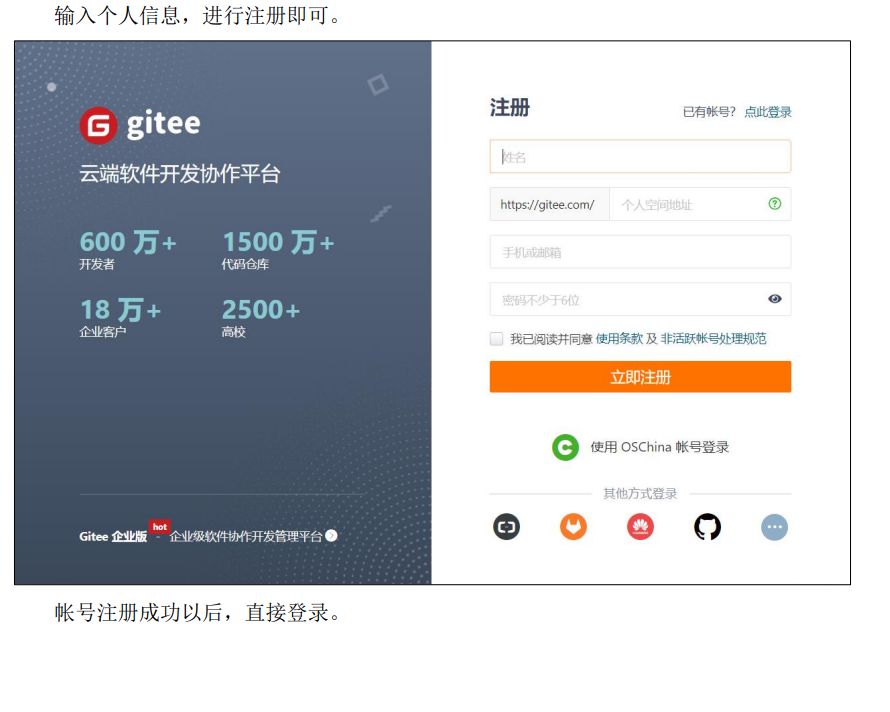 输入个人信息，进行注册即可。
gitee
云端软件开发协作平台
600 万+ 1500 万+
开发者 代码仓库
18 万+ 2500+
企业客户 高校
Gitee 企业版 hot - 企业级软件协作开发管理平台
注册
已有帐号？ 点此登录
姓名
https://gitee.com/ 个人空间地址
手机或邮箱
密码不少于6位
我已阅读并同意 使用条款 及 非活跃帐号处理规范
立即注册
使用 OSChina 帐号登录
其他方式登录
帐号注册成功以后，直接登录。